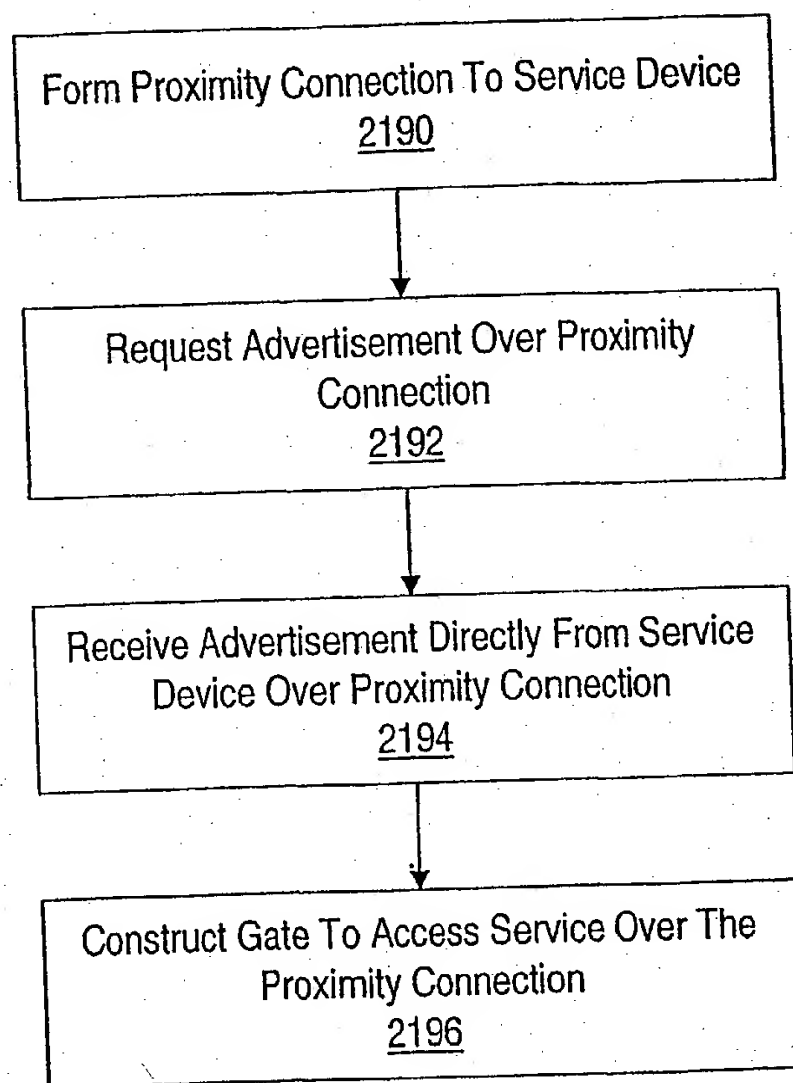 Form Proximity Connection To Service Device
2190
Request Advertisement Over Proximity
Connection
2192
Receive Advertisement Directly From Service
Device Over Proximity Connection
2194
Construct Gate To Access Service Over The
Proximity Connection
2196